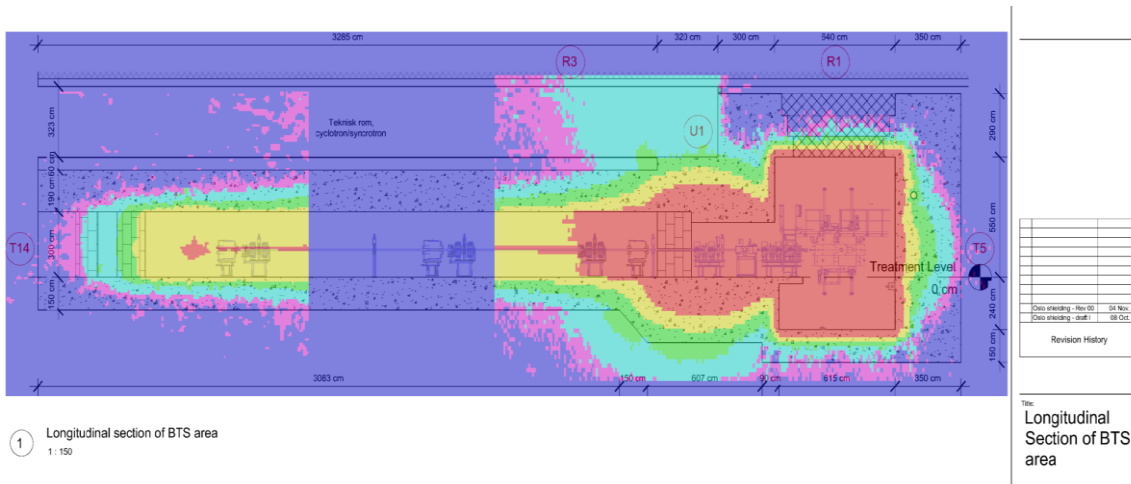 3285 cm
320 cm
300 cm
540 cm
350 cm
R3
R1
323 cm
Teknisk rom,
cyclotron/syncrotron
U1
290 cm
60 cm
190 cm
T14
300 cm
550 cm
T5
Treatment Level
0 cm
150 cm
240 cm
150 cm
3083 cm
150 cm
607 cm
90 cm
615 cm
350 cm
1
Longitudinal section of BTS area
1 : 150
Oslo shielding - Rev 00 04 Nov.
Oslo shielding - draft I 08 Oct.
Revision History
Title:
Longitudinal
Section of BTS
area